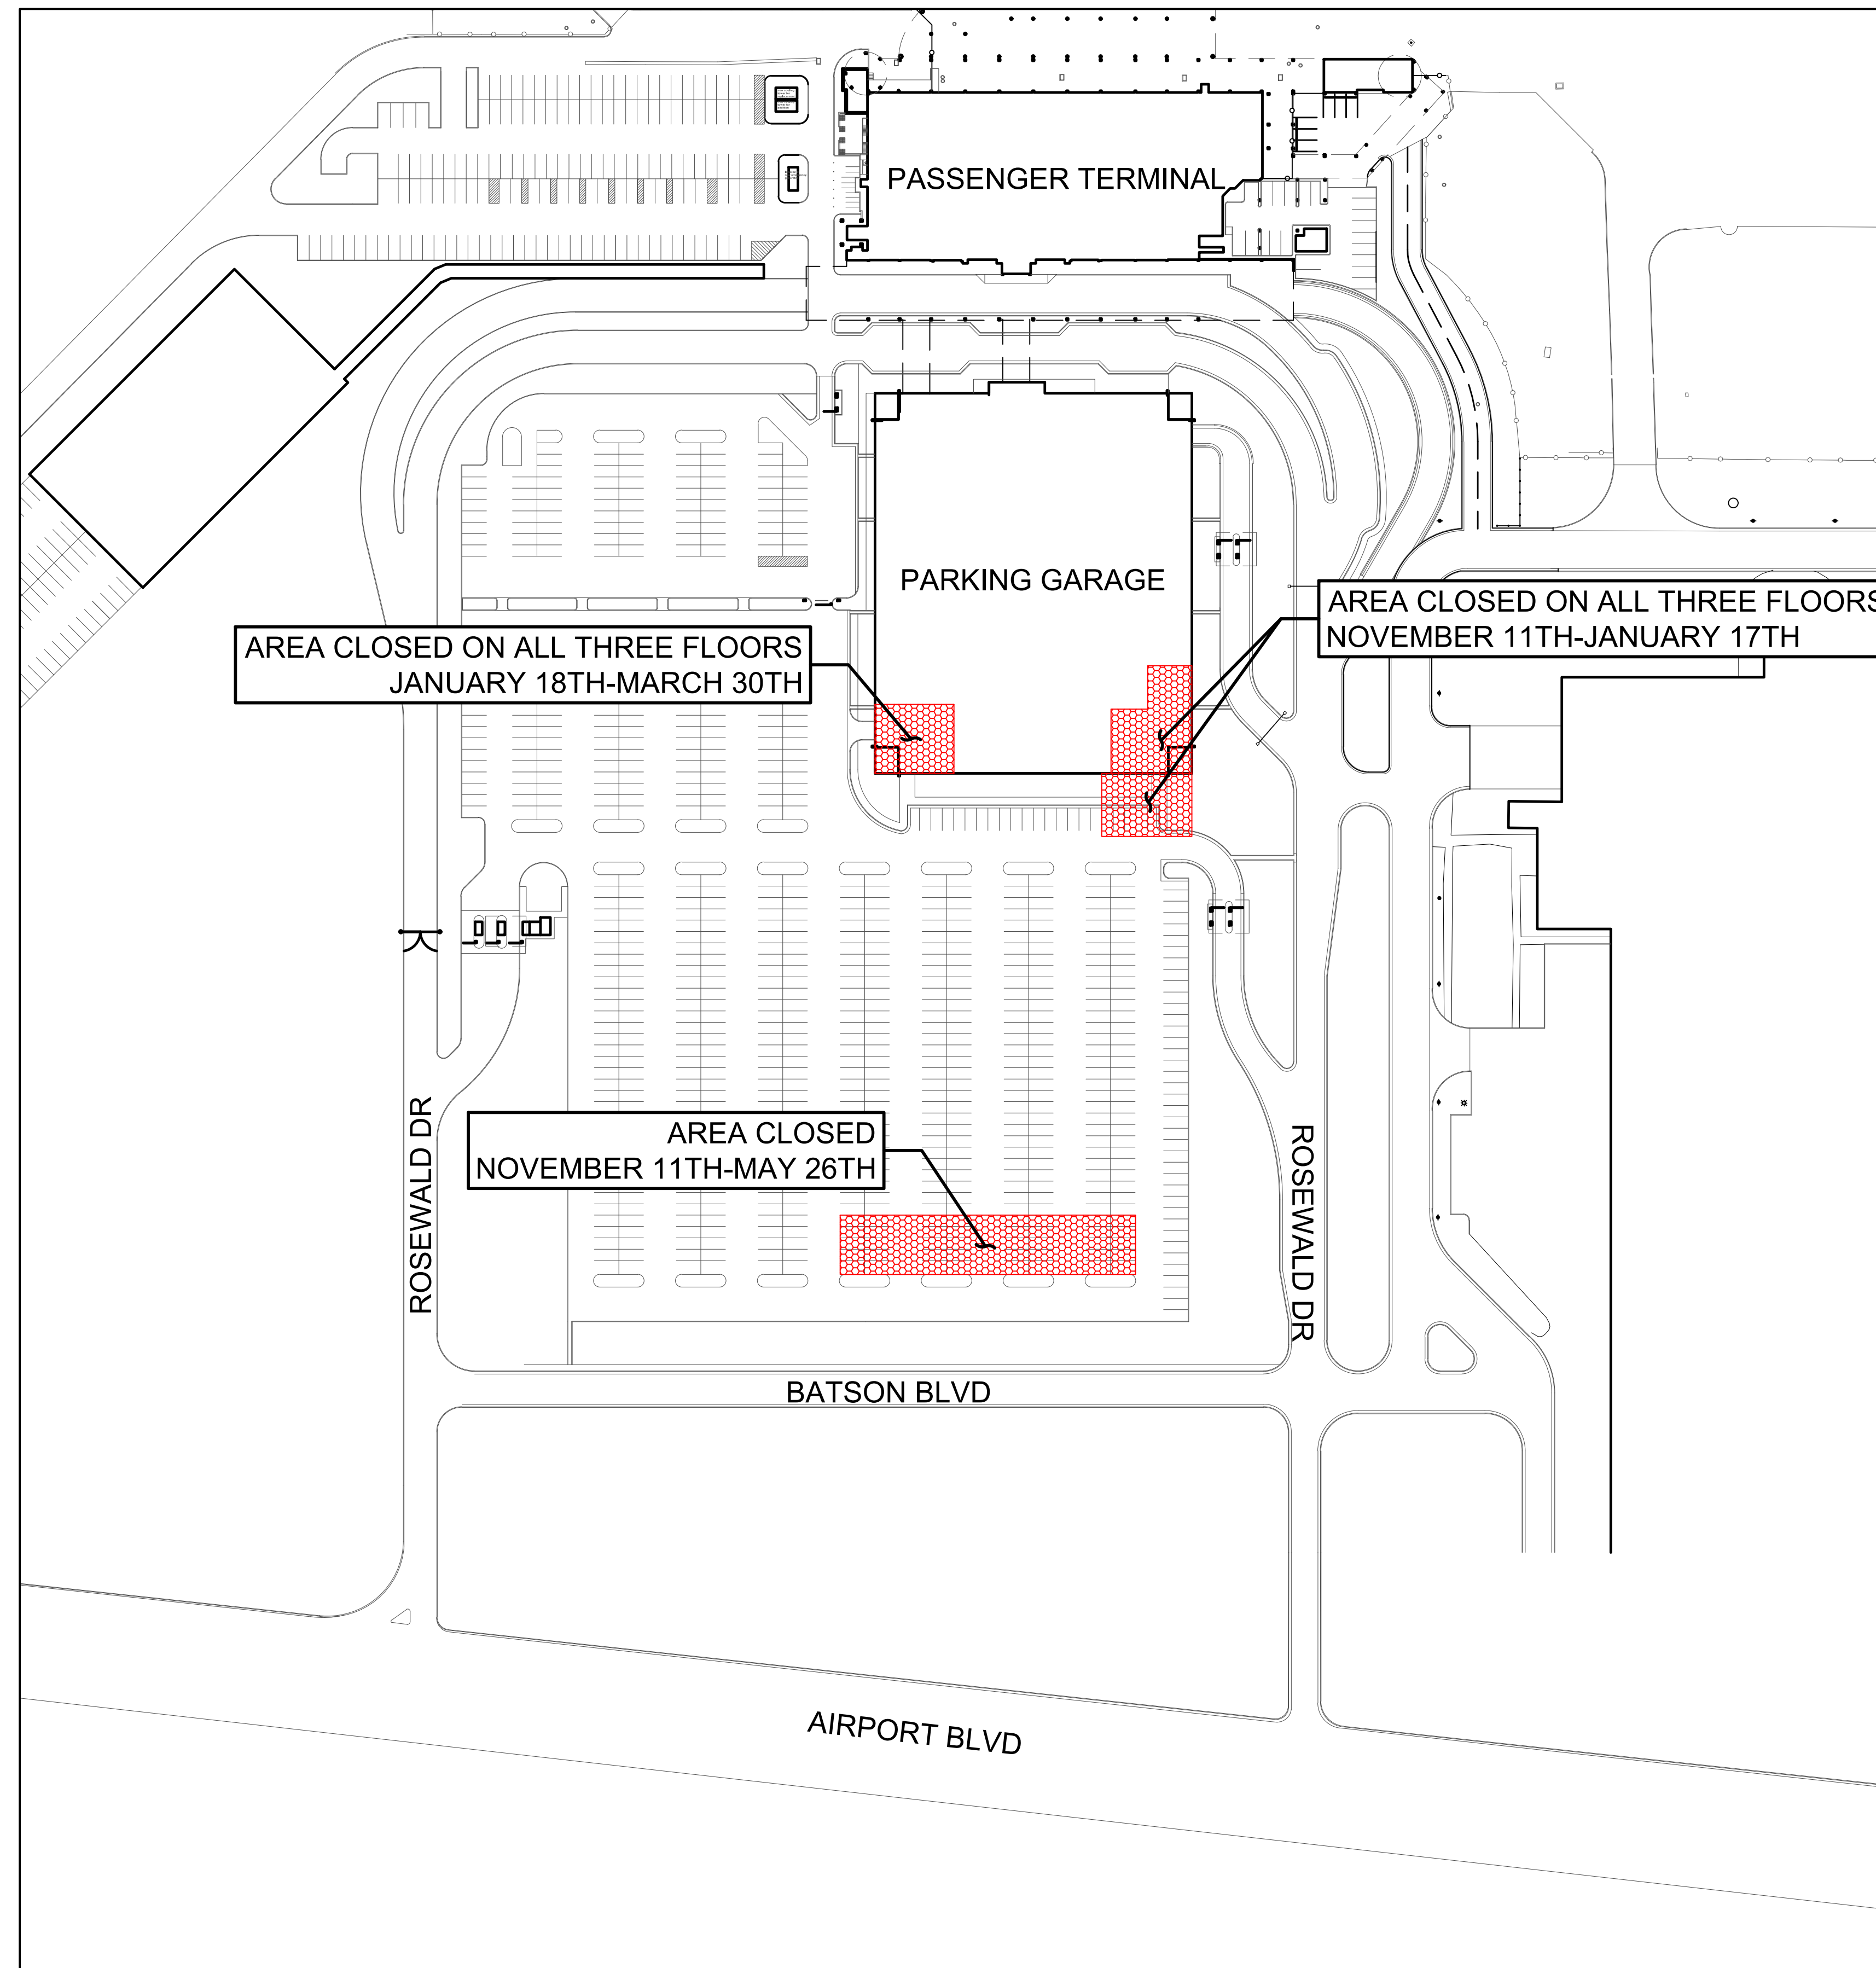 PASSENGER TERMINAL
PARKING GARAGE
AREA CLOSED ON ALL THREE FLOORS
NOVEMBER 11TH-JANUARY 17TH
AREA CLOSED ON ALL THREE FLOORS
JANUARY 18TH-MARCH 30TH
AREA CLOSED
NOVEMBER 11TH-MAY 26TH
ROSEWALD DR
ROSEWALD DR
BATSON BLVD
AIRPORT BLVD